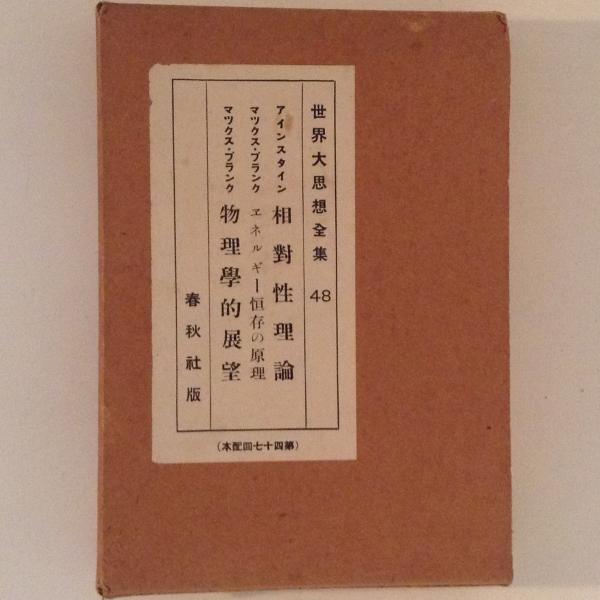 世界大思想全集 48
アインスタイン 相對性理論
マツクス・プランク ヱネルギー恒存の原理
マツクス・プランク 物理學的展望
春秋社版
(本配回七十四第)